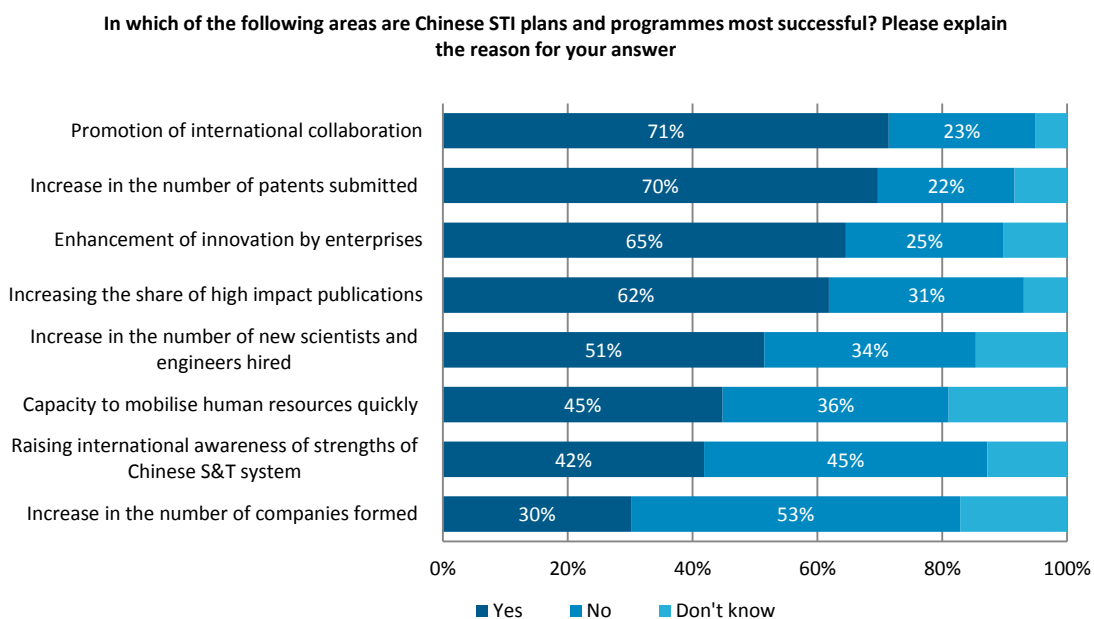 In which of the following areas are Chinese STI plans and programmes most successful? Please explain
the reason for your answer
Promotion of international collaboration
71%
23%
Increase in the number of patents submitted
70%
22%
Enhancement of innovation by enterprises
65%
25%
Increasing the share of high impact publications
62%
31%
Increase in the number of new scientists and
engineers hired
51%
34%
Capacity to mobilise human resources quickly
45%
36%
Raising international awareness of strengths of
Chinese S&T system
42%
45%
Increase in the number of companies formed
30%
53%
0%
20%
40%
60%
80%
100%
Yes
No
Don't know